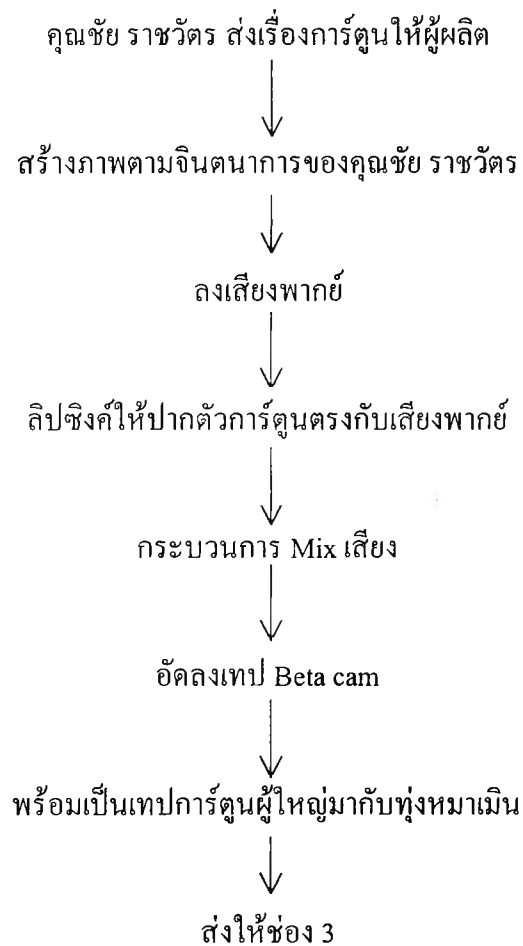 คุณชัย ราชวัตร ส่งเรื่องการ์ตูนให้ผู้ผลิต
สร้างภาพตามจินตนาการของคุณชัย ราชวัตร
ลงเสียงพากย์
ลิปซิงค์ให้ปากตัวการ์ตูนตรงกับเสียงพากย์
กระบวนการ Mix เสียง
อัดลงเทป Beta cam
พร้อมเป็นเทปการ์ตูนผู้ใหญ่มากับทุ่งหมาเมิน
ส่งให้ช่อง 3